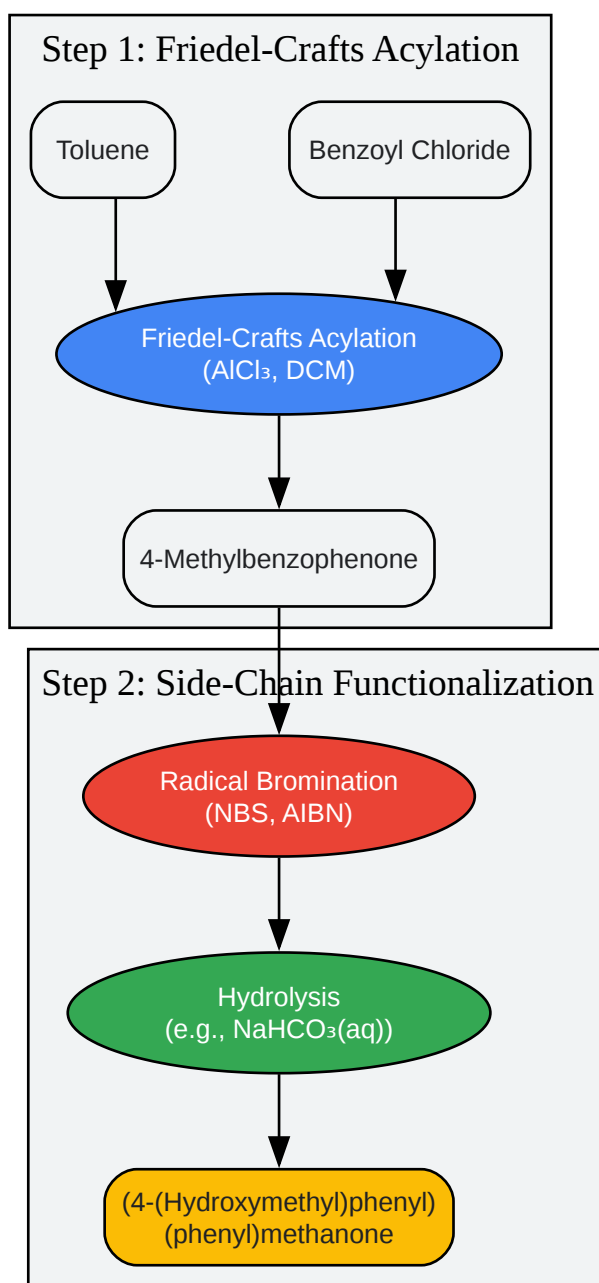 Step 1: Friedel-Crafts Acylation
Toluene
Benzoyl Chloride
Friedel-Crafts Acylation
(AlCl₃, DCM)
4-Methylbenzophenone
Step 2: Side-Chain Functionalization
Radical Bromination
(NBS, AIBN)
Hydrolysis
(e.g., NaHCO₃(aq))
(4-(Hydroxymethyl)phenyl)
(phenyl)methanone